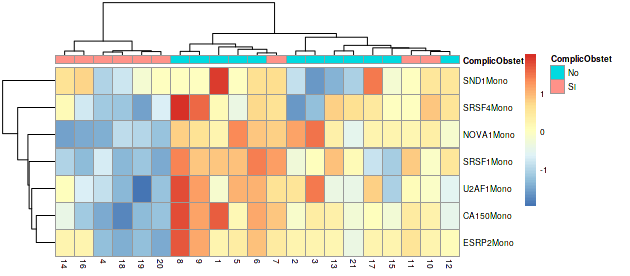 ComplicObstet
SND1Mono
SRSF4Mono
NOVA1Mono
SRSF1Mono
U2AF1Mono
CA150Mono
ESRP2Mono
14 16 4 18 19 20 8 9 1 5 6 7 2 3 13 21 17 15 11 10 12
1
0
-1
ComplicObstet
No
Si